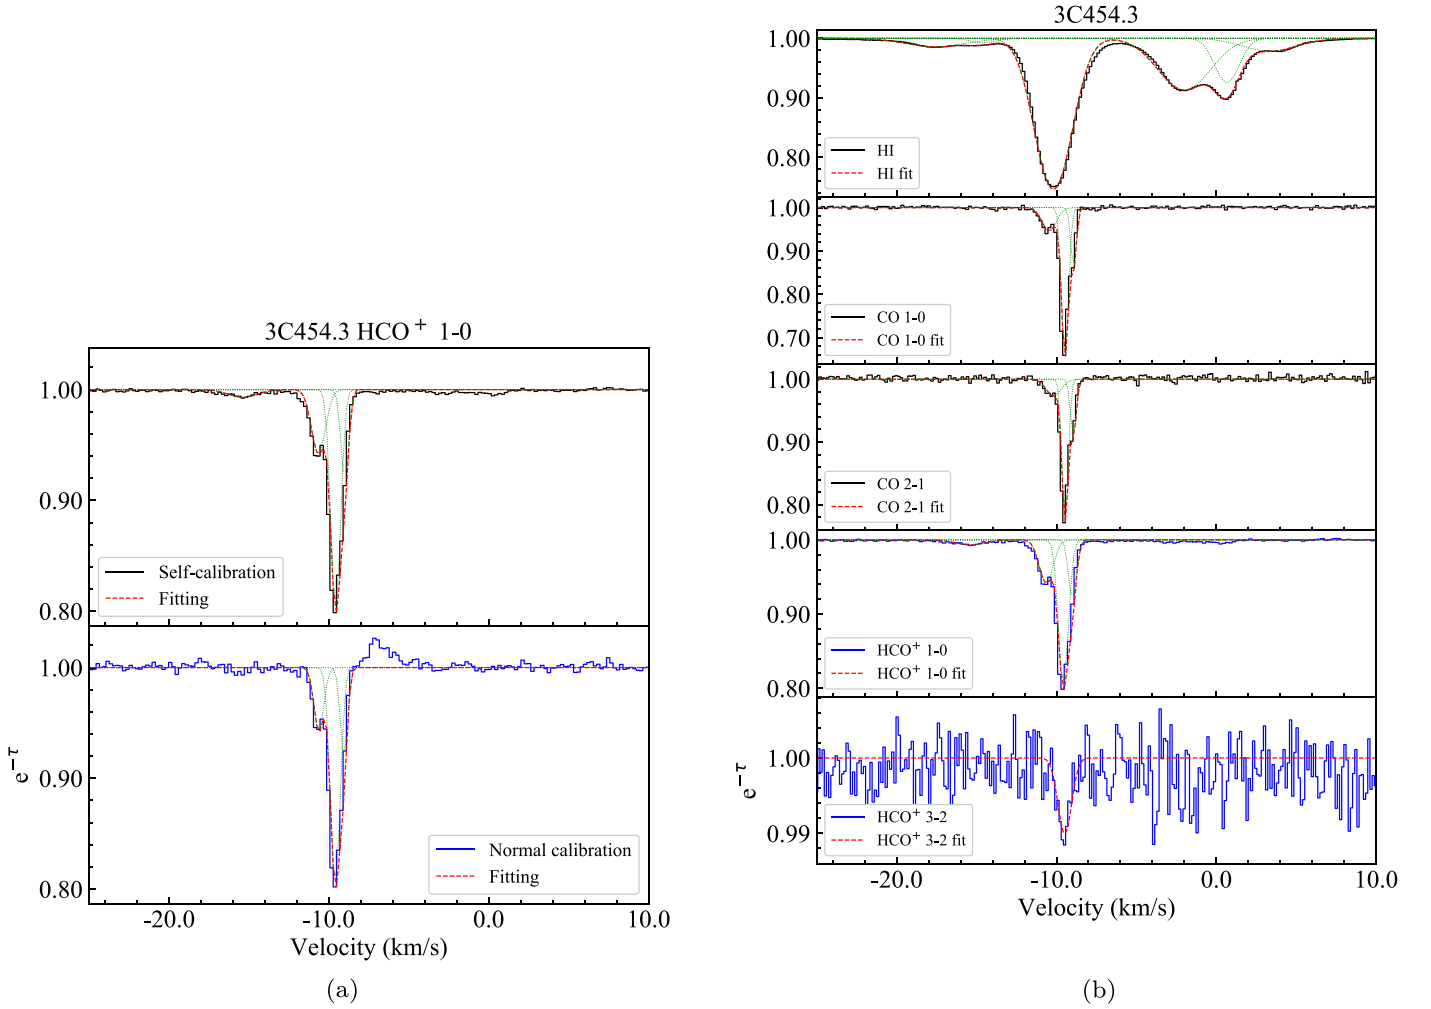 3C454.3 HCO⁺ 1-0
1.00
0.90
0.80
Self-calibration
Fitting
1.00
0.90
0.80
Normal calibration
Fitting
e⁻τ
-20.0 -10.0 0.0 10.0
Velocity (km/s)
(a)
3C454.3
1.00
0.90
0.80
HI
HI fit
1.00
0.90
0.80
0.70
CO 1-0
CO 1-0 fit
1.00
0.90
0.80
CO 2-1
CO 2-1 fit
1.00
0.90
0.80
HCO⁺ 1-0
HCO⁺ 1-0 fit
1.00
0.99
HCO⁺ 3-2
HCO⁺ 3-2 fit
e⁻τ
-20.0 -10.0 0.0 10.0
Velocity (km/s)
(b)